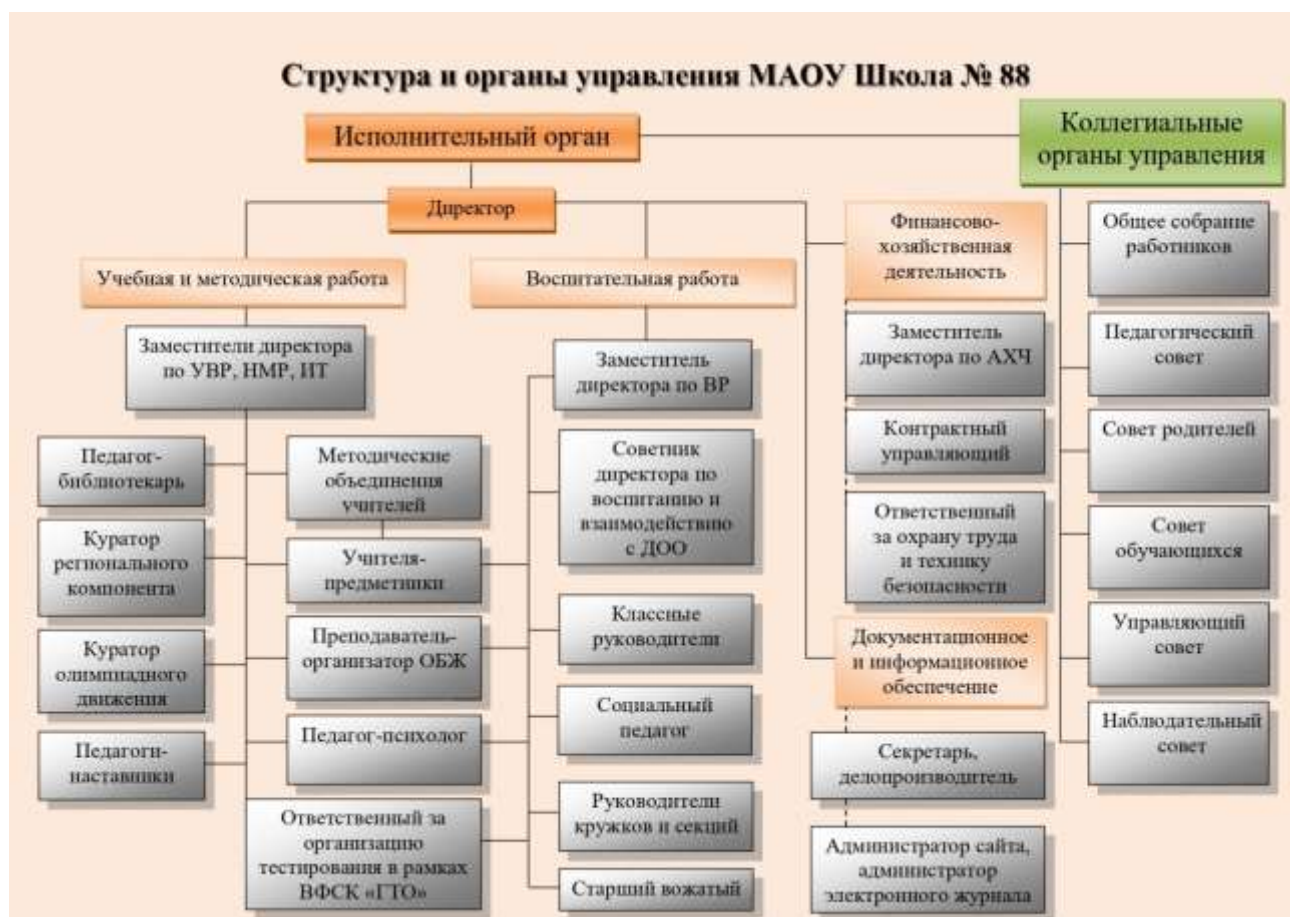 Структура и органы управления МАОУ Школа № 88
Исполнительный орган
Коллегиальные
органы управления
Директор
Учебная и методическая работа
Воспитательная работа
Финансово-
хозяйственная
деятельность
Общее собрание
работников
Заместители директора
по УВР, НМР, ИТ
Заместитель
директора по ВР
Заместитель
директора по АХЧ
Педагогический
совет
Педагог-
библиотекарь
Методические
объединения
учителей
Советник
директора по
воспитанию и
взаимодействию
с ДОО
Контрактный
управляющий
Совет родителей
Куратор
регионального
компонента
Учителя-
предметники
Ответственный
за охрану труда
и технику
безопасности
Совет
обучающихся
Куратор
олимпиадного
движения
Преподаватель-
организатор ОБЖ
Классные
руководители
Документационное
и информационное
обеспечение
Управляющий
совет
Педагоги-
наставники
Педагог-психолог
Социальный
педагог
Секретарь,
делопроизводитель
Наблюдательный
совет
Ответственный за
организацию
тестирования в рамках
ВФСК «ГТО»
Руководители
кружков и секций
Старший вожатый
Администратор сайта,
администратор
электронного журнала